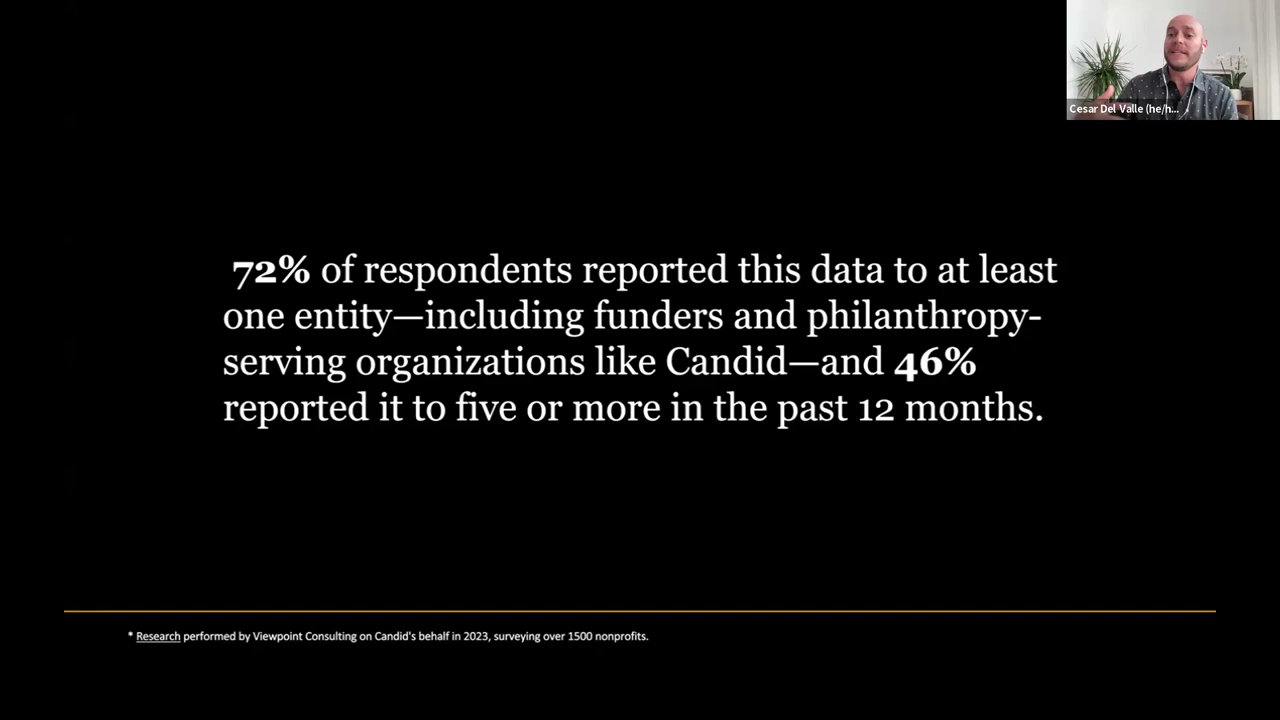 Cesar Del Valle (he/h...
72% of respondents reported this data to at least
one entity—including funders and philanthropy-
serving organizations like Candid—and 46%
reported it to five or more in the past 12 months.
* Research performed by Viewpoint Consulting on Candid's behalf in 2023, surveying over 1500 nonprofits.